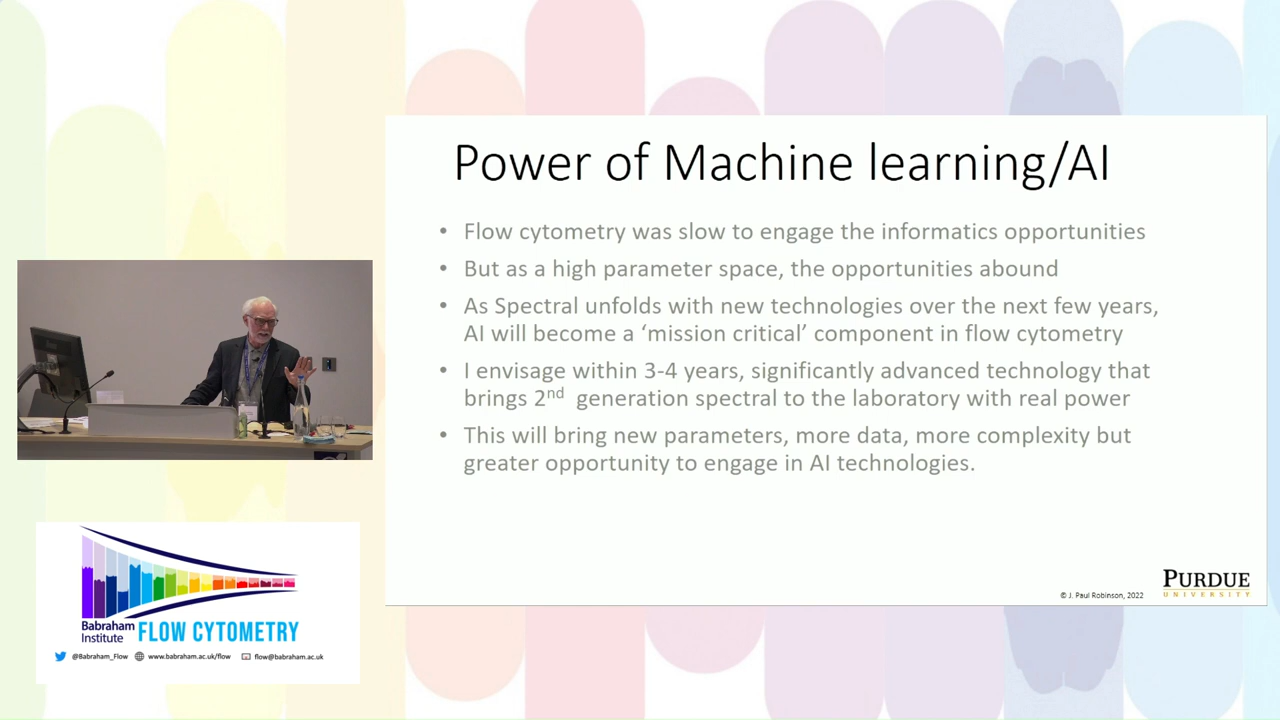 Power of Machine learning/AI
• Flow cytometry was slow to engage the informatics opportunities
• But as a high parameter space, the opportunities abound
• As Spectral unfolds with new technologies over the next few years,
AI will become a ‘mission critical’ component in flow cytometry
• I envisage within 3-4 years, significantly advanced technology that
brings 2nd generation spectral to the laboratory with real power
• This will bring new parameters, more data, more complexity but
greater opportunity to engage in AI technologies.
© J. Paul Robinson, 2022
PURDUE
UNIVERSITY
Babraham
Institute
FLOW CYTOMETRY
@Babraham_Flow
www.babraham.ac.uk/flow
flow@babraham.ac.uk